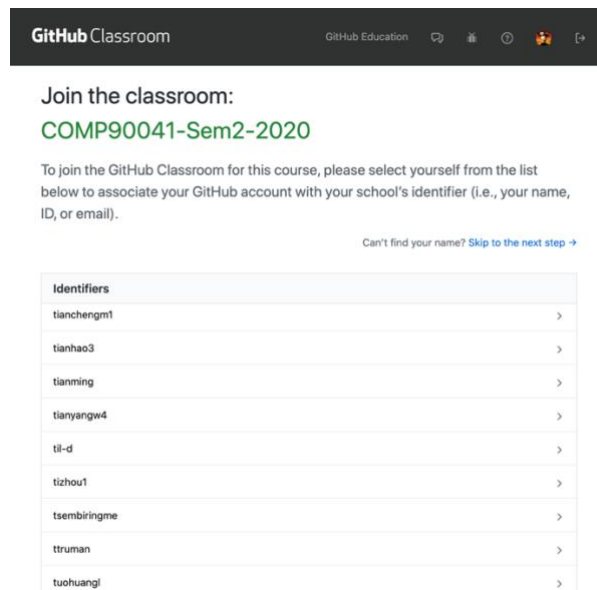 GitHub Classroom GitHub Education
Join the classroom:
COMP90041-Sem2-2020
To join the GitHub Classroom for this course, please select yourself from the list
below to associate your GitHub account with your school's identifier (i.e., your name,
ID, or email).
Can't find your name? Skip to the next step →
Identifiers
tianchengm1
tianhao3
tianming
tianyangw4
til-d
tizhou1
tsembiringme
ttruman
tuohuangl